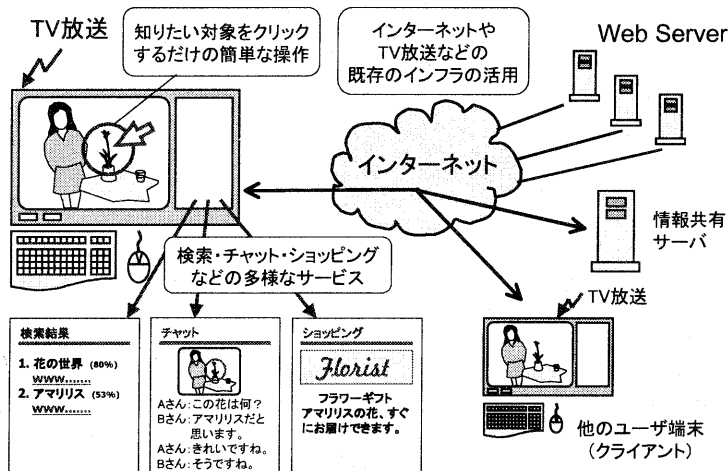 TV放送
知りたい対象をクリック
するだけの簡単な操作
インターネットや
TV放送などの
既存のインフラの活用
Web Server
インターネット
情報共有
サーバ
検索・チャット・ショッピング
などの多様なサービス
TV放送
検索結果
1. 花の世界 (80%)
www.......
2. アマリリス (53%)
www.......
チャット
Aさん:この花は何?
Bさん:アマリリスだと
思います。
Aさん:きれいですね。
Bさん:そうですね。
ショッピング
Florist
フラワーギフト
アマリリスの花、すぐ
にお届けできます。
他のユーザ端末
(クライアント)